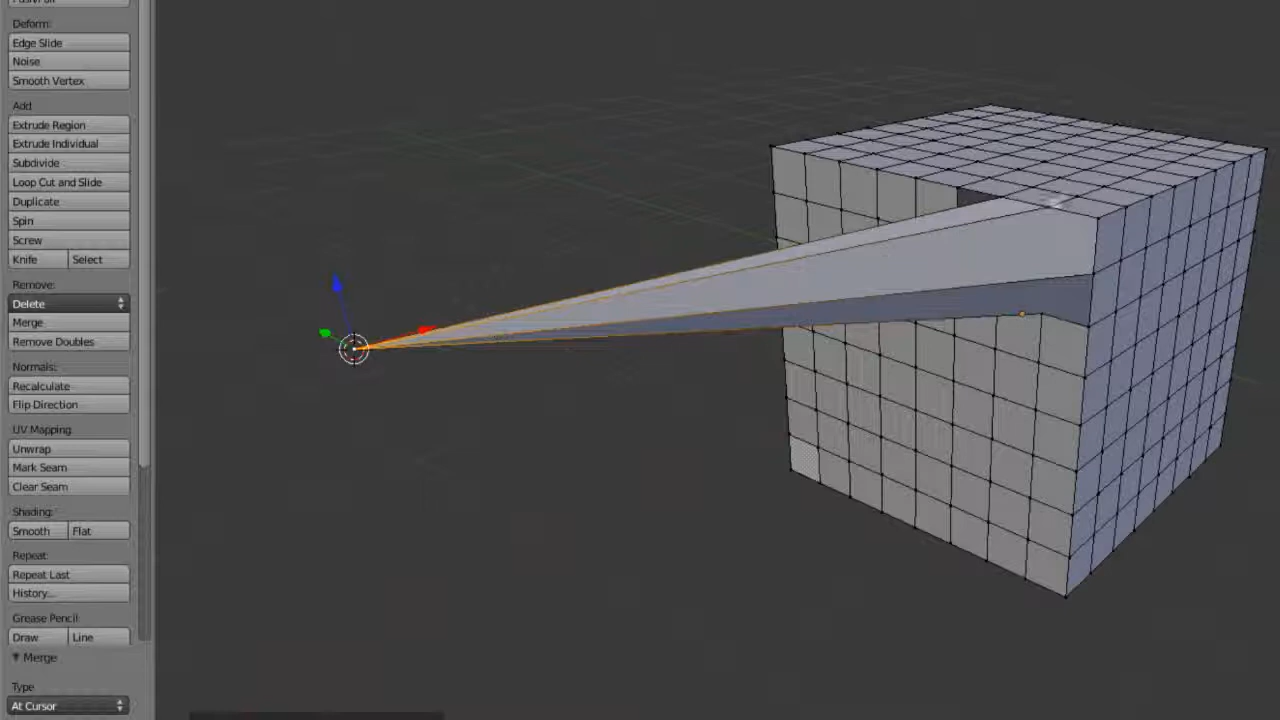 Deform:
Edge Slide
Noise
Smooth Vertex
Add
Extrude Region
Extrude Individual
Subdivide
Loop Cut and Slide
Duplicate
Spin
Screw
Knife Select
Remove:
Delete
Merge
Remove Doubles
Normals:
Recalculate
Flip Direction
UV Mapping:
Unwrap
Mark Seam
Clear Seam
Shading:
Smooth Flat
Repeat:
Repeat Last
History...
Grease Pencil:
Draw Line
Merge
Type
At Cursor